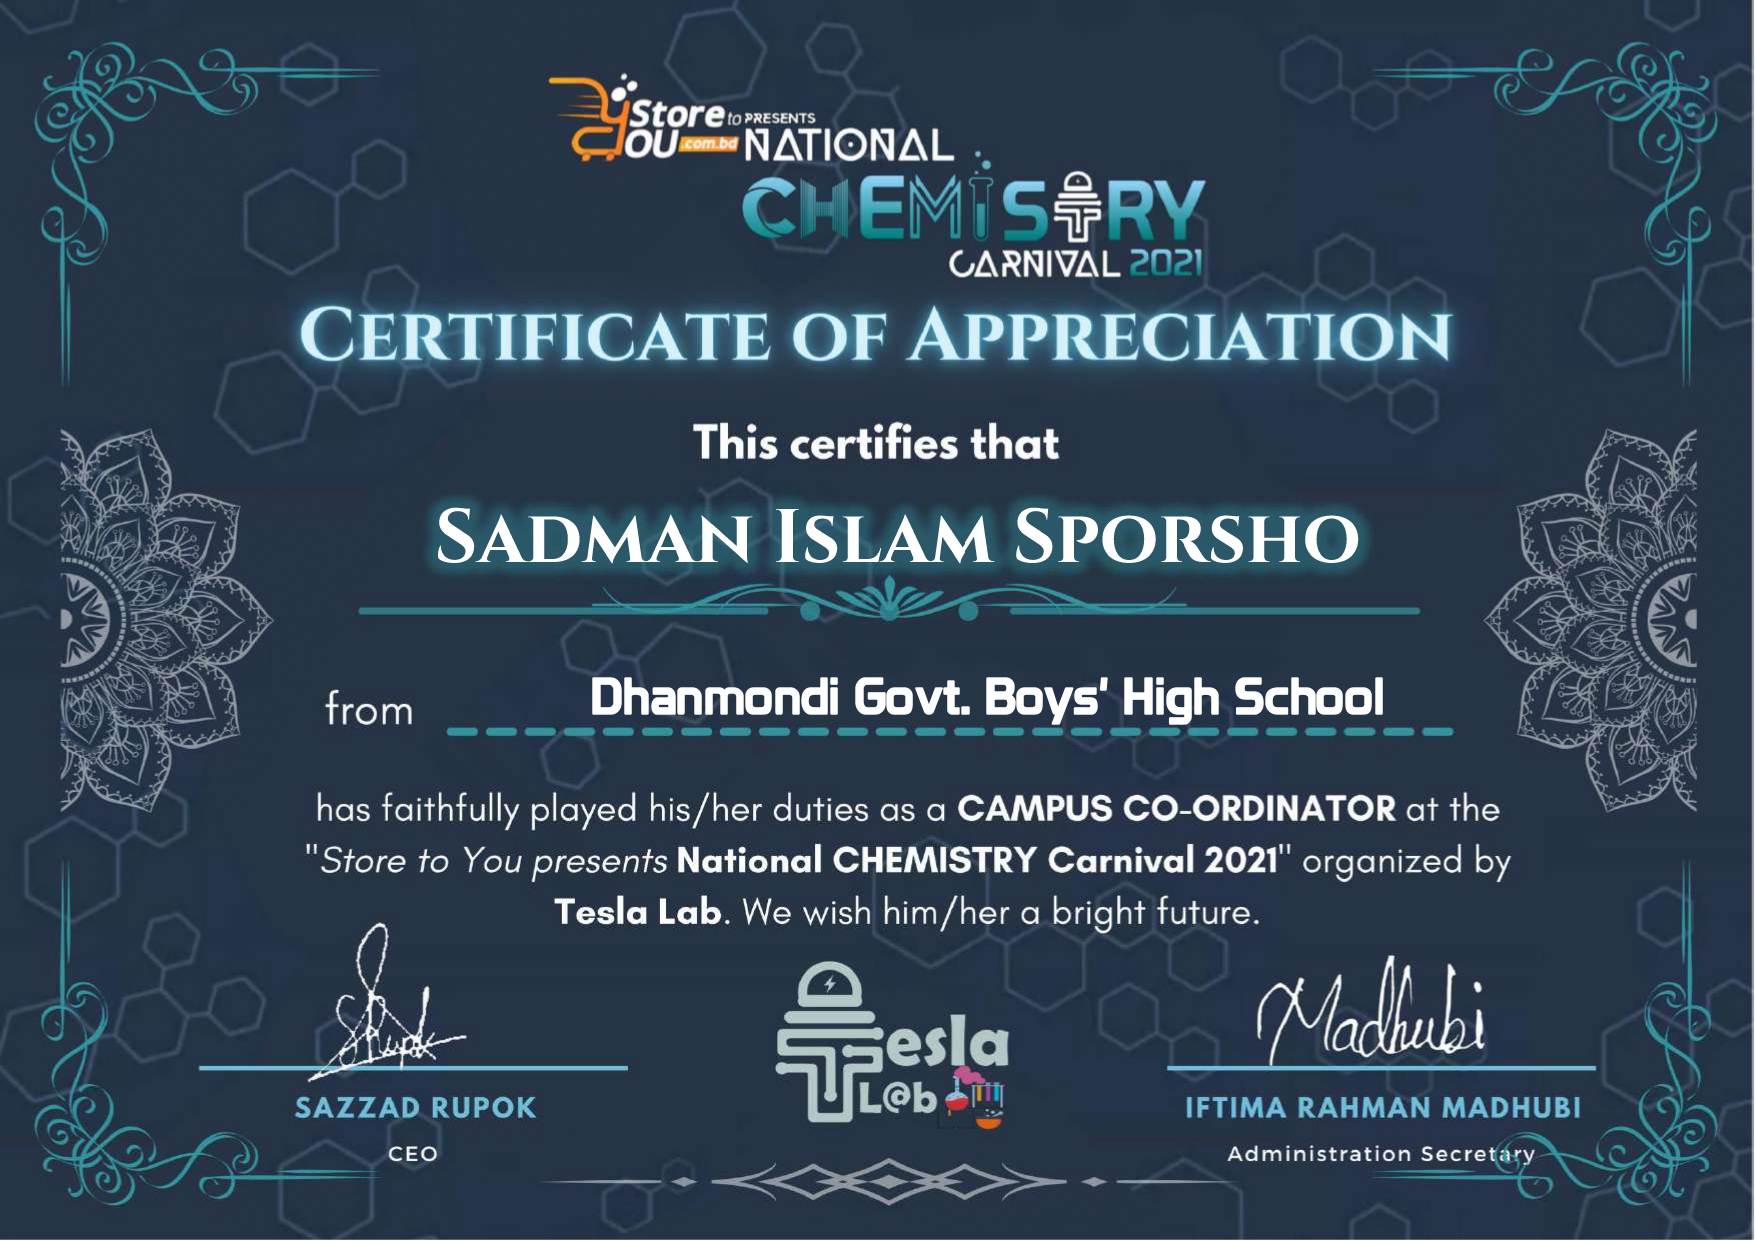 Store to PRESENTS
YOU .com.bd NATIONAL
CHEMISTRY
CARNIVAL 2021
CERTIFICATE OF APPRECIATION
This certifies that
SADMAN ISLAM SPORSHO
from Dhanmondi Govt. Boys' High School
has faithfully played his/her duties as a CAMPUS CO-ORDINATOR at the
"Store to You presents National CHEMISTRY Carnival 2021" organized by
Tesla Lab. We wish him/her a bright future.
SRupok
Madhubi
Tesla
L@b
SAZZAD RUPOK
IFTIMA RAHMAN MADHUBI
CEO
Administration Secretary